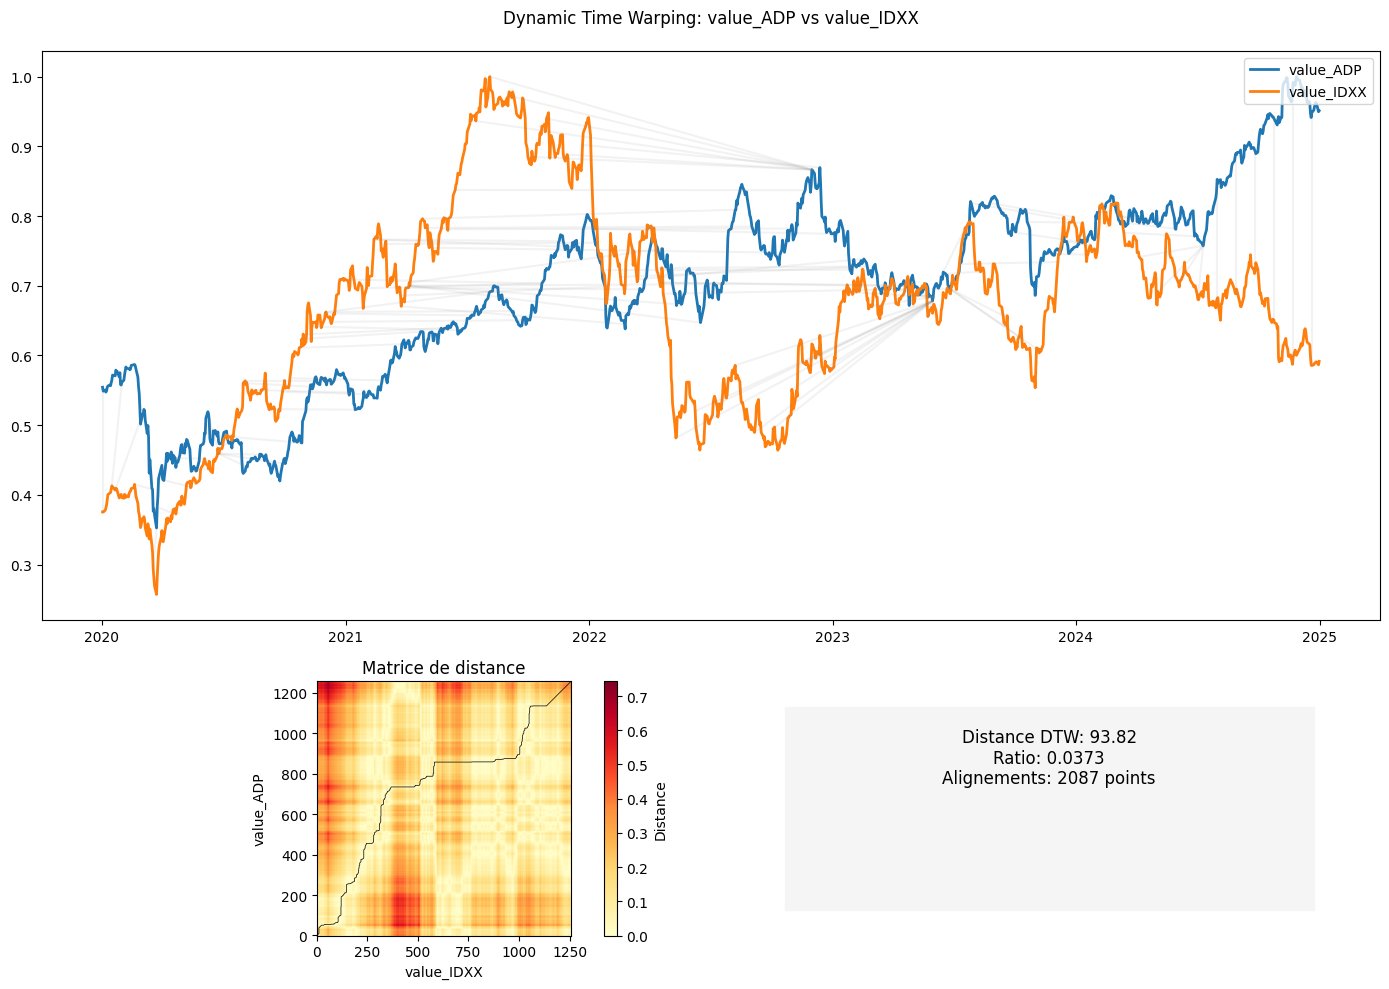 Dynamic Time Warping: value_ADP vs value_IDXX
value_ADP
value_IDXX
1.0
0.9
0.8
0.7
0.6
0.5
0.4
0.3
2020 2021 2022 2023 2024 2025
Matrice de distance
value_ADP
1200
1000
800
600
400
200
0
0 250 500 750 1000 1250
value_IDXX
0.7
0.6
0.5
0.4
0.3
0.2
0.1
0.0
Distance
Distance DTW: 93.82
Ratio: 0.0373
Alignements: 2087 points